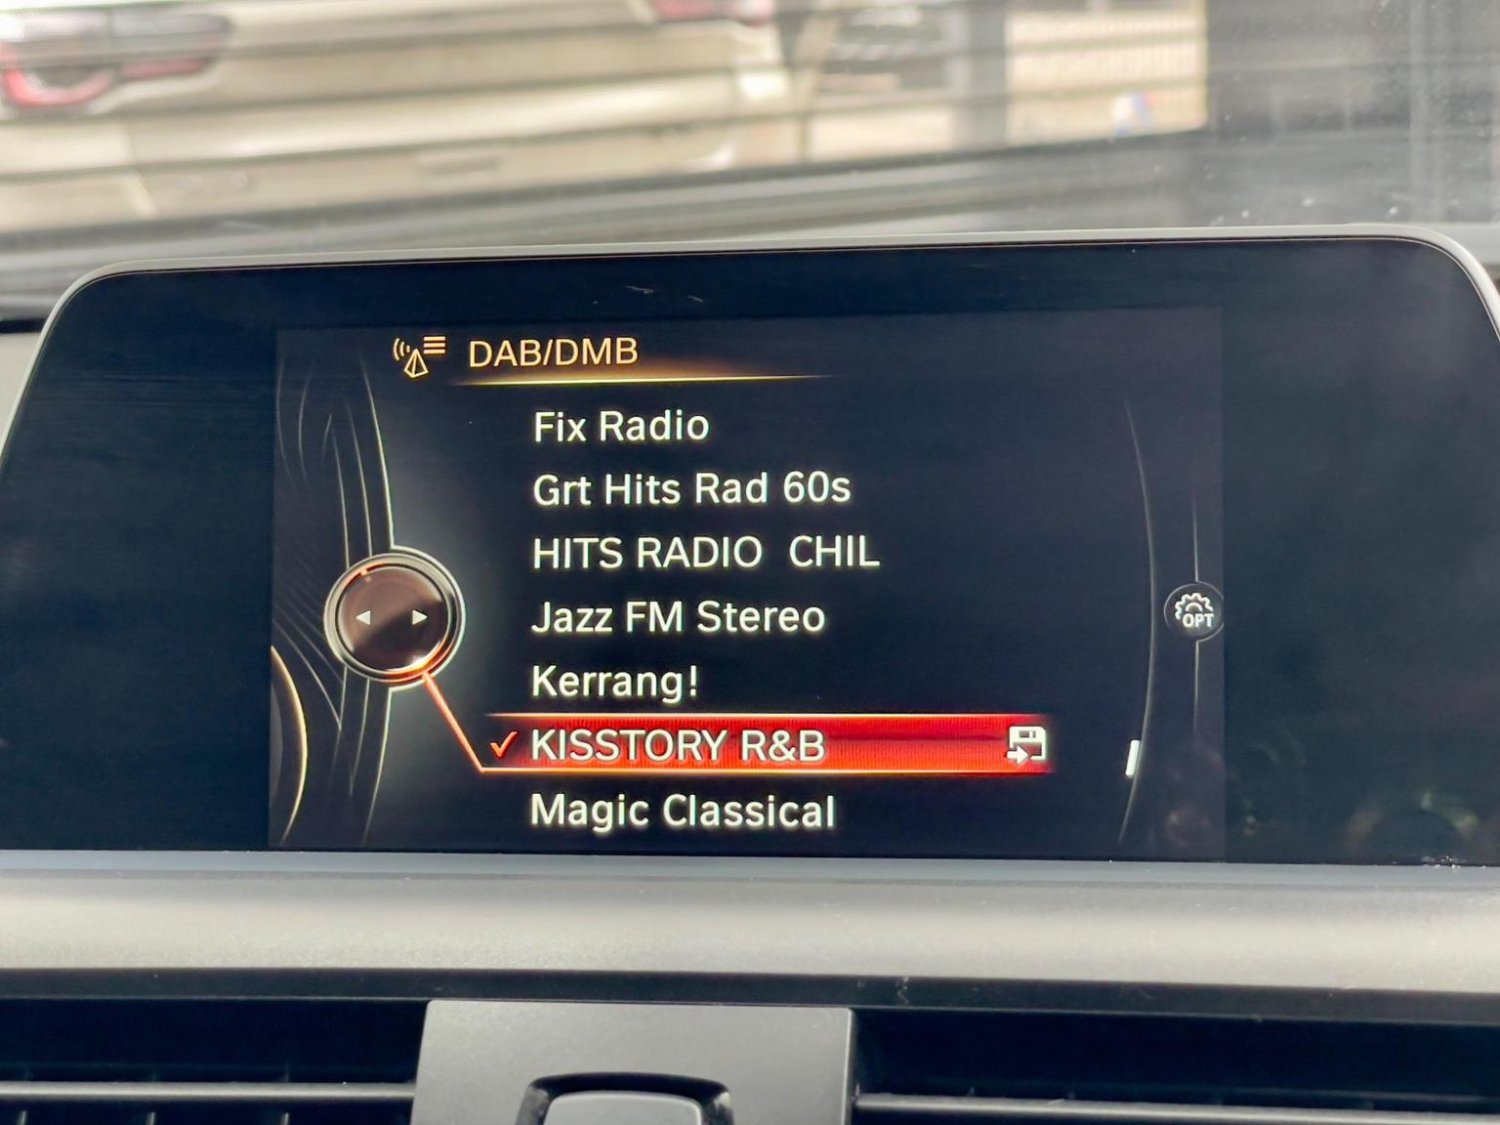 DAB/DMB
Fix Radio
Grt Hits Rad 60s
HITS RADIO  CHIL
Jazz FM Stereo
OPT
Kerrang!
KISSTORY R&B
Magic Classical